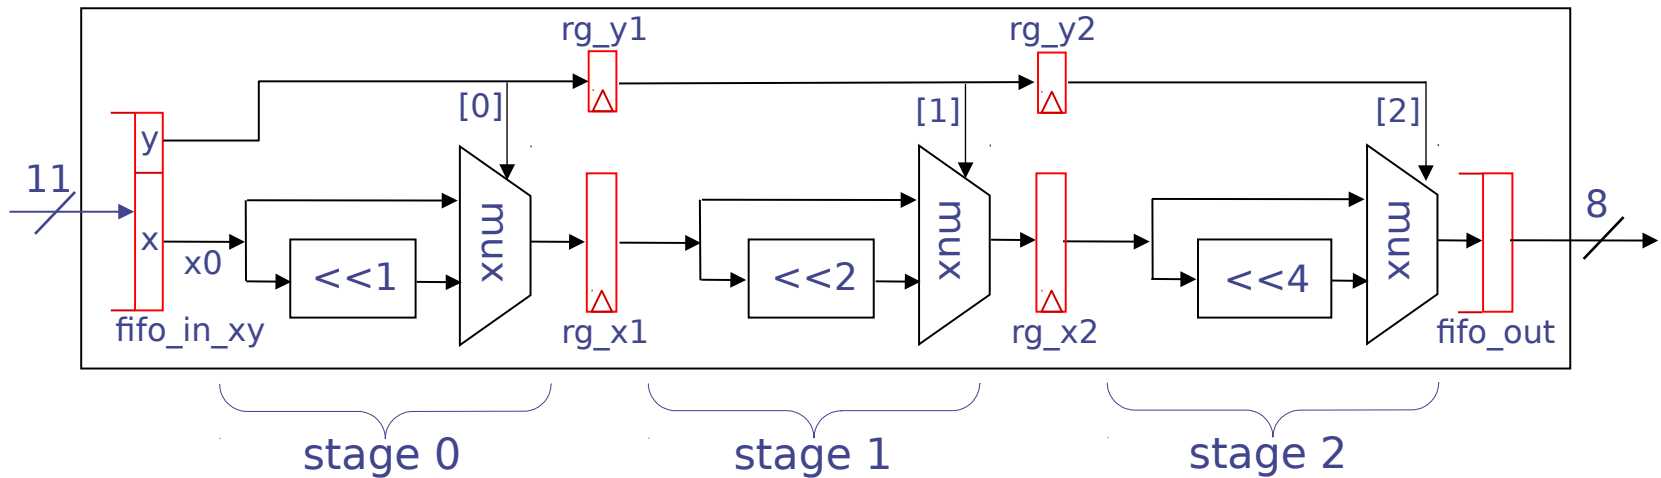 rg_y1
rg_y2
[0]
[1]
[2]
y
11
8
mux
mux
mux
x
x0
<<1
<<2
<<4
fifo_in_xy
rg_x1
rg_x2
fifo_out
stage 0
stage 1
stage 2